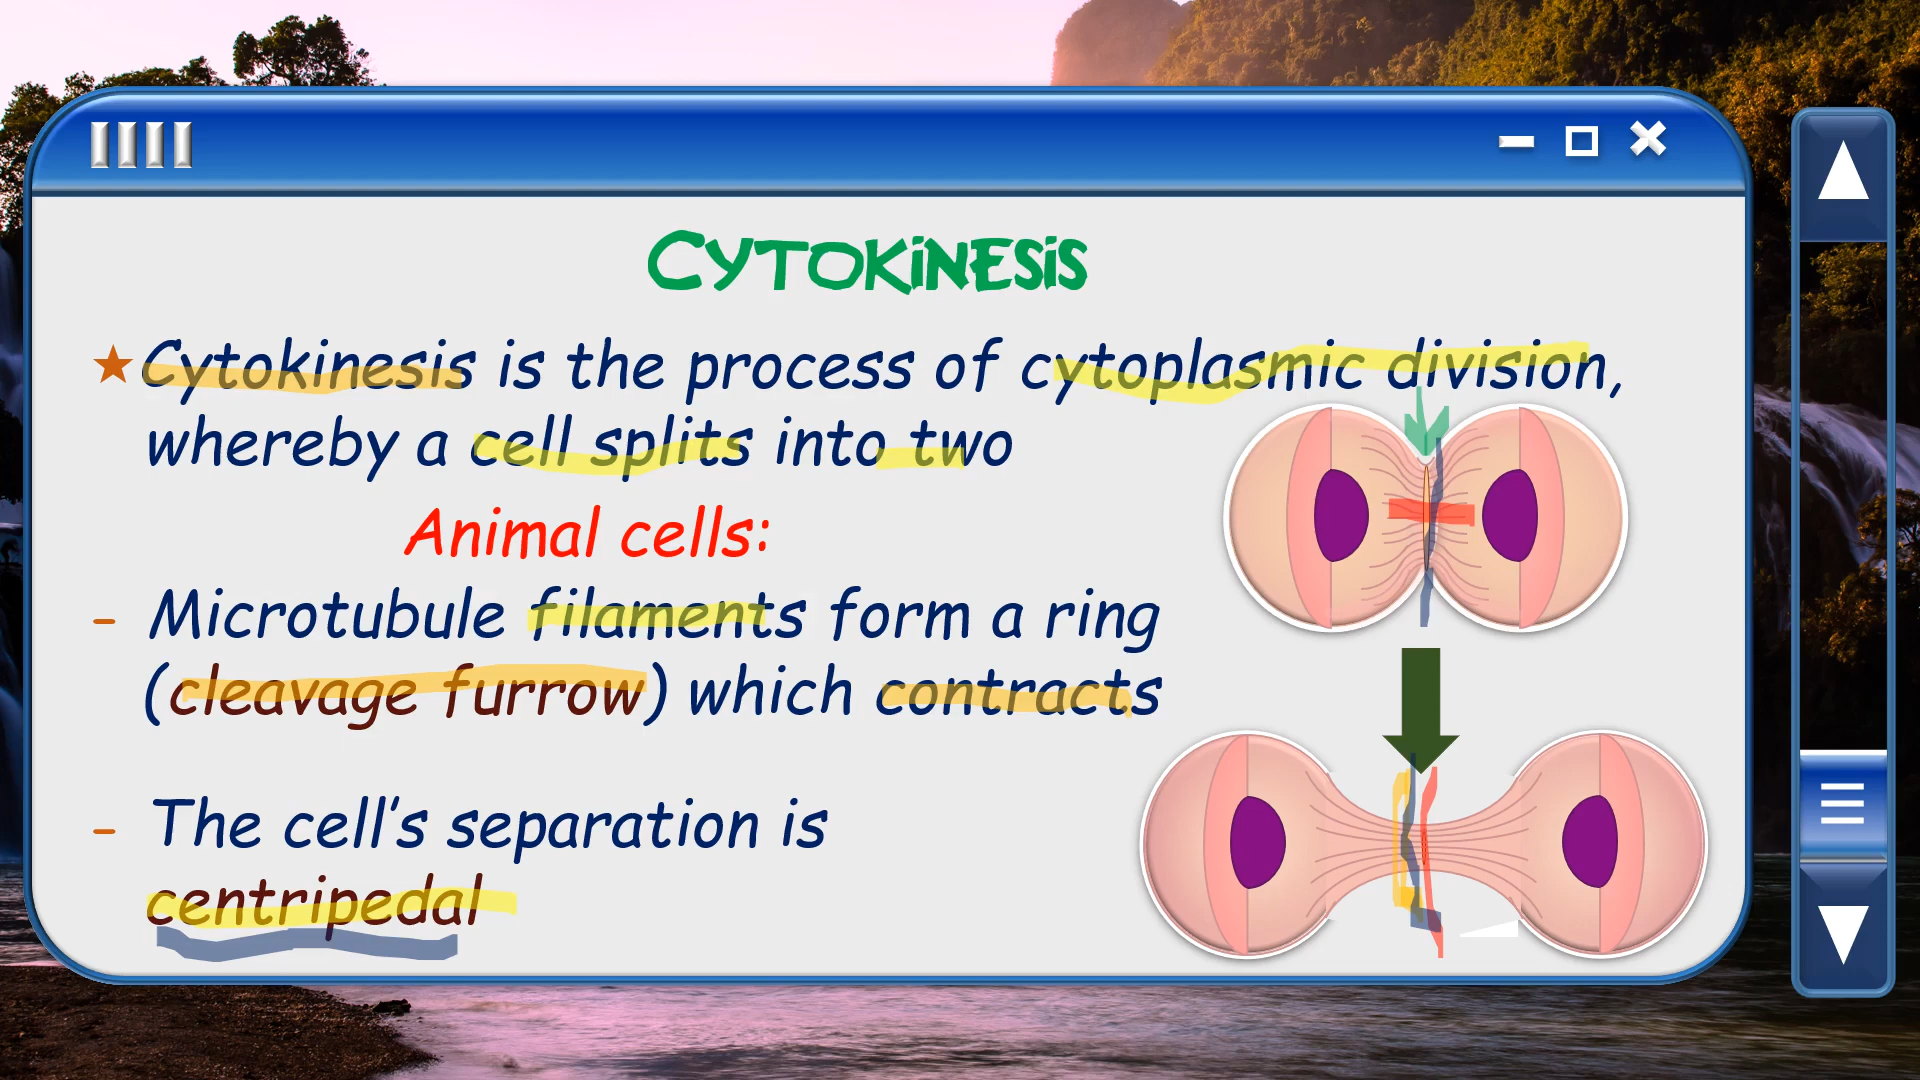 CYTOKiNESiS
★Cytokinesis is the process of cytoplasmic division,
whereby a cell splits into two
Animal cells:
- Microtubule filaments form a ring
(cleavage furrow) which contracts
- The cell’s separation is
centripedal